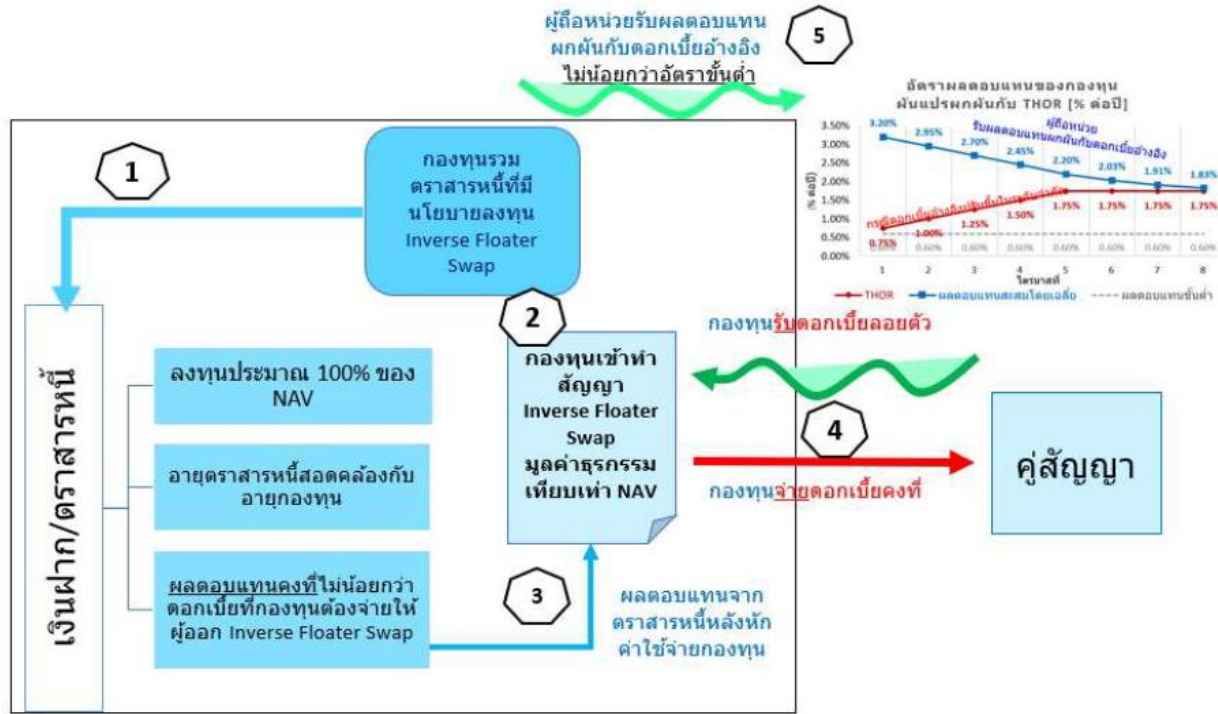 ผู้ถือหน่วยรับผลตอบแทน
ผกผันกับดอกเบี้ยอ้างอิง
ไม่น้อยกว่าอัตราขั้นต่ำ
5
1
กองทุนรวม
ตราสารหนี้ที่มี
นโยบายลงทุน
Inverse Floater
Swap
อัตราผลตอบแทนของกองทุน
ผันแปรผกผันกับ THOR [% ต่อปี]
ผู้ถือหน่วย
รับผลตอบแทนผกผันกับดอกเบี้ยอ้างอิง
(% ต่อปี)
3.50%
3.00%
2.50%
2.00%
1.50%
1.00%
0.50%
0.00%
3.20%
2.95%
2.70%
2.45%
2.20%
2.03%
1.91%
1.83%
0.75%
1.00%
1.25%
1.50%
1.75%
1.75%
1.75%
1.75%
0.60%
0.60%
0.60%
0.60%
0.60%
0.60%
0.60%
0.60%
1 2 3 4 5 6 7 8
ไตรมาสที่
THOR
ผลตอบแทนสะสมโดยเฉลี่ย
ผลตอบแทนขั้นต่ำ
เงินฝาก/ตราสารหนี้
ลงทุนประมาณ 100% ของ
NAV
อายุตราสารหนี้สอดคล้องกับ
อายุกองทุน
ผลตอบแทนคงที่ไม่น้อยกว่า
ดอกเบี้ยที่กองทุนต้องจ่ายให้
ผู้ออก Inverse Floater Swap
2
กองทุนเข้าทำ
สัญญา
Inverse Floater
Swap
มูลค่าธุรกรรม
เทียบเท่า NAV
3
ผลตอบแทนจาก
ตราสารหนี้หลังหัก
ค่าใช้จ่ายกองทุน
กองทุนรับดอกเบี้ยลอยตัว
4
กองทุนจ่ายดอกเบี้ยคงที่
คู่สัญญา